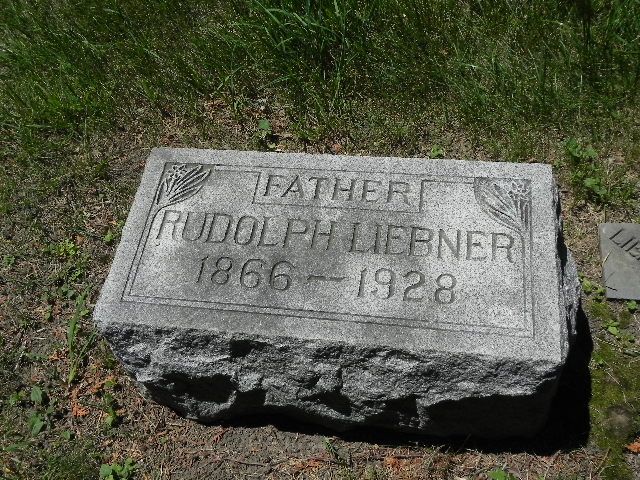 FATHER
RUDOLPH LIEBNER
1866 — 1928